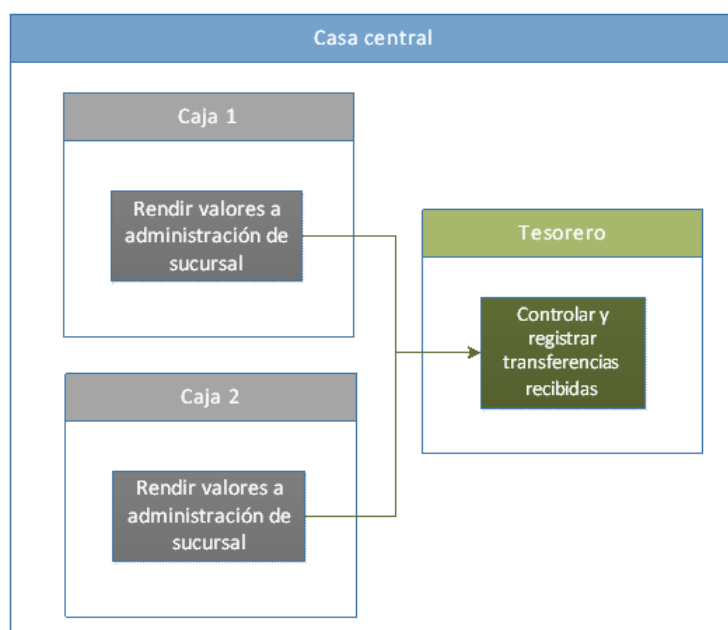 Casa central
Caja 1
Rendir valores a
administración de
sucursal
Tesorero
Controlar y
registrar
transferencias
recibidas
Caja 2
Rendir valores a
administración de
sucursal